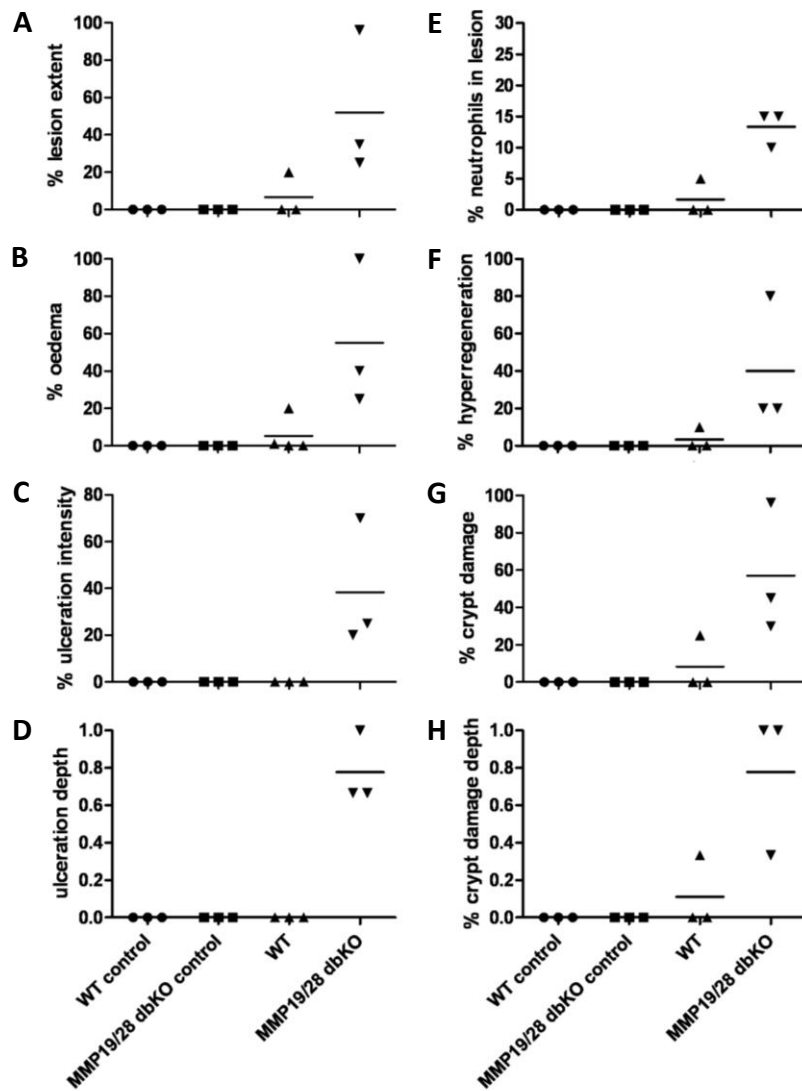 A
% lesion extent
100
80
60
40
20
0
B
% oedema
100
80
60
40
20
0
C
% ulceration intensity
80
60
40
20
0
D
ulceration depth
1.0
0.8
0.6
0.4
0.2
0.0
WT control
MMP19/28 dbKO control
WT
MMP19/28 dbKO
E
% neutrophils in lesion
30
25
20
15
10
5
0
F
% hyperregeneration
100
80
60
40
20
0
G
% crypt damage
100
80
60
40
20
0
H
% crypt damage depth
1.0
0.8
0.6
0.4
0.2
0.0
WT control
MMP19/28 dbKO control
WT
MMP19/28 dbKO